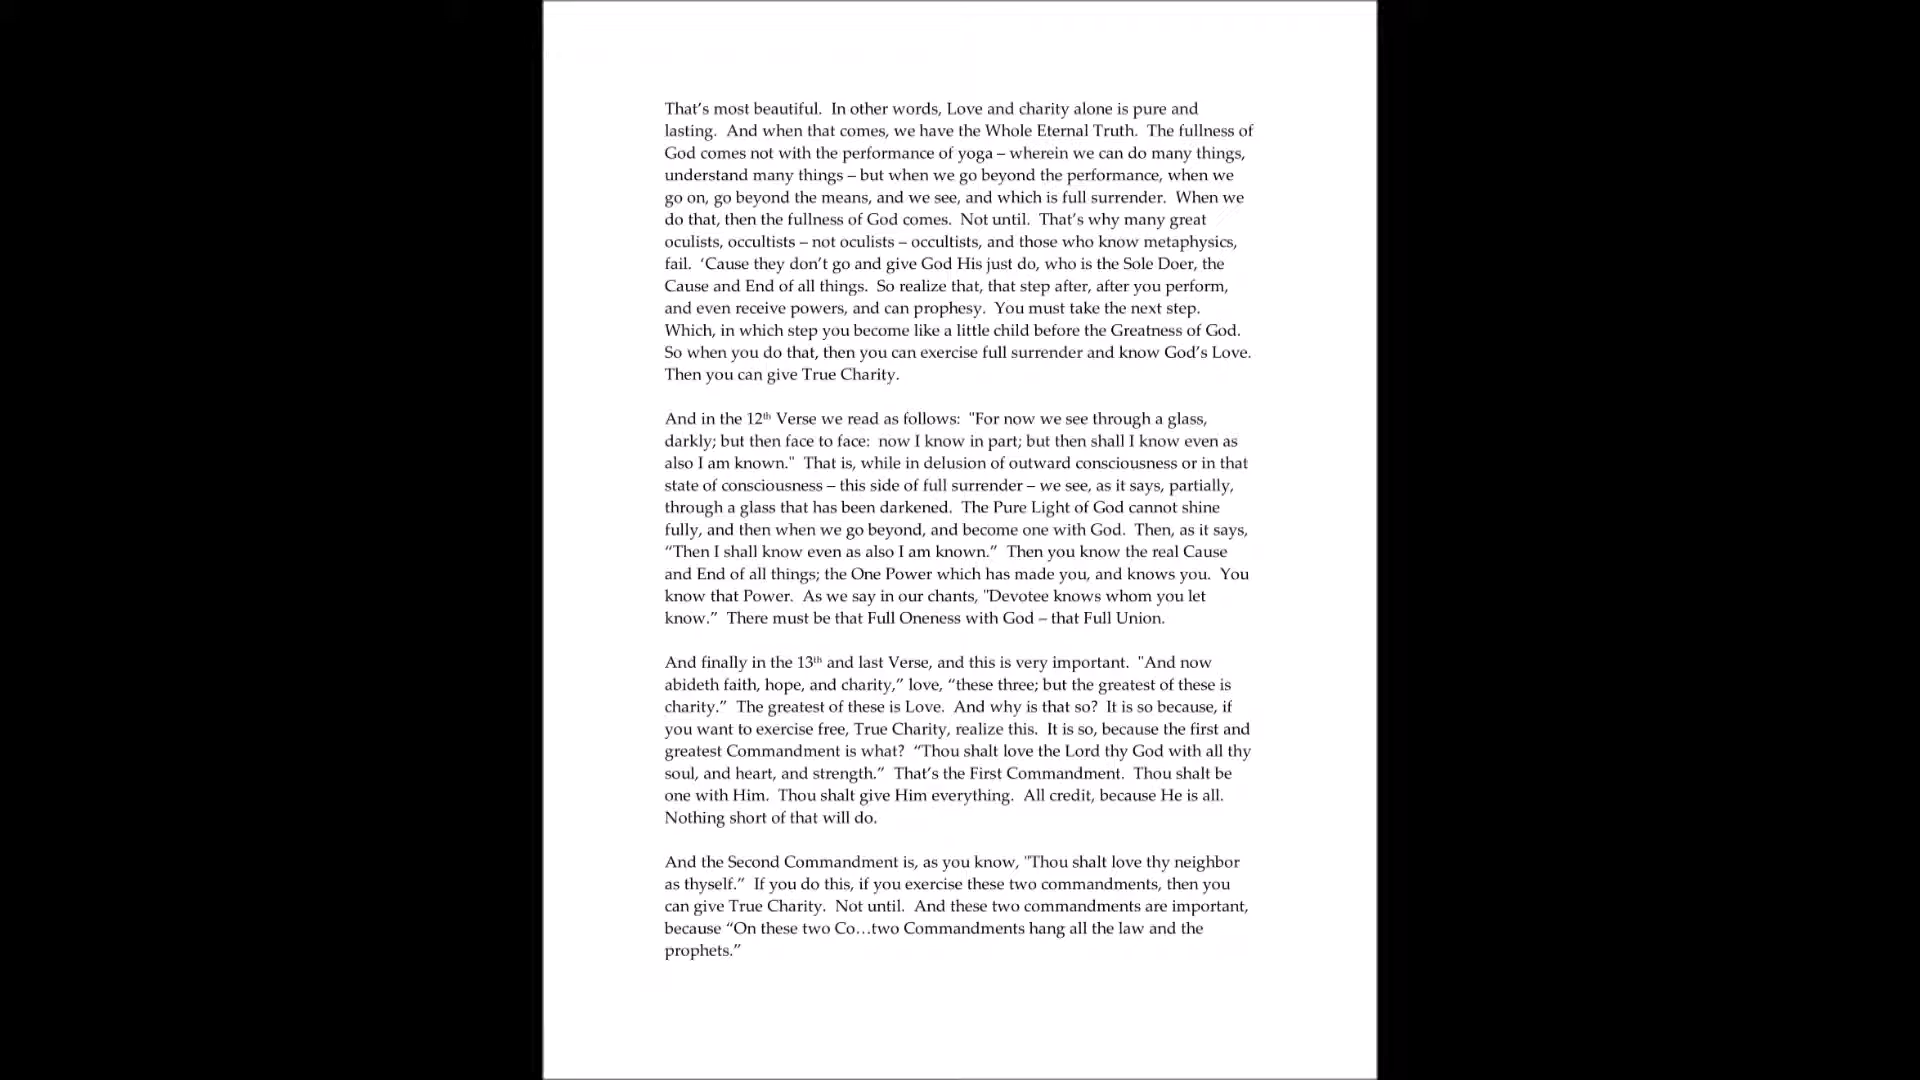 That’s most beautiful.  In other words, Love and charity alone is pure and
lasting.  And when that comes, we have the Whole Eternal Truth.  The fullness of
God comes not with the performance of yoga – wherein we can do many things,
understand many things – but when we go beyond the performance, when we
go on, go beyond the means, and we see, and which is full surrender.  When we
do that, then the fullness of God comes.  Not until.  That’s why many great
oculists, occultists – not oculists – occultists, and those who know metaphysics,
fail.  ‘Cause they don’t go and give God His just do, who is the Sole Doer, the
Cause and End of all things.  So realize that, that step after, after you perform,
and even receive powers, and can prophesy.  You must take the next step.
Which, in which step you become like a little child before the Greatness of God.
So when you do that, then you can exercise full surrender and know God’s Love.
Then you can give True Charity.
And in the 12th Verse we read as follows:  "For now we see through a glass,
darkly; but then face to face:  now I know in part; but then shall I know even as
also I am known."  That is, while in delusion of outward consciousness or in that
state of consciousness – this side of full surrender – we see, as it says, partially,
through a glass that has been darkened.  The Pure Light of God cannot shine
fully, and then when we go beyond, and become one with God.  Then, as it says,
“Then I shall know even as also I am known.”  Then you know the real Cause
and End of all things; the One Power which has made you, and knows you.  You
know that Power.  As we say in our chants, "Devotee knows whom you let
know.”  There must be that Full Oneness with God – that Full Union.
And finally in the 13th and last Verse, and this is very important.  "And now
abideth faith, hope, and charity,” love, “these three; but the greatest of these is
charity.”  The greatest of these is Love.  And why is that so?  It is so because, if
you want to exercise free, True Charity, realize this.  It is so, because the first and
greatest Commandment is what?  “Thou shalt love the Lord thy God with all thy
soul, and heart, and strength.”  That’s the First Commandment.  Thou shalt be
one with Him.  Thou shalt give Him everything.  All credit, because He is all.
Nothing short of that will do.
And the Second Commandment is, as you know, "Thou shalt love thy neighbor
as thyself.”  If you do this, if you exercise these two commandments, then you
can give True Charity.  Not until.  And these two commandments are important,
because “On these two Co…two Commandments hang all the law and the
prophets.”